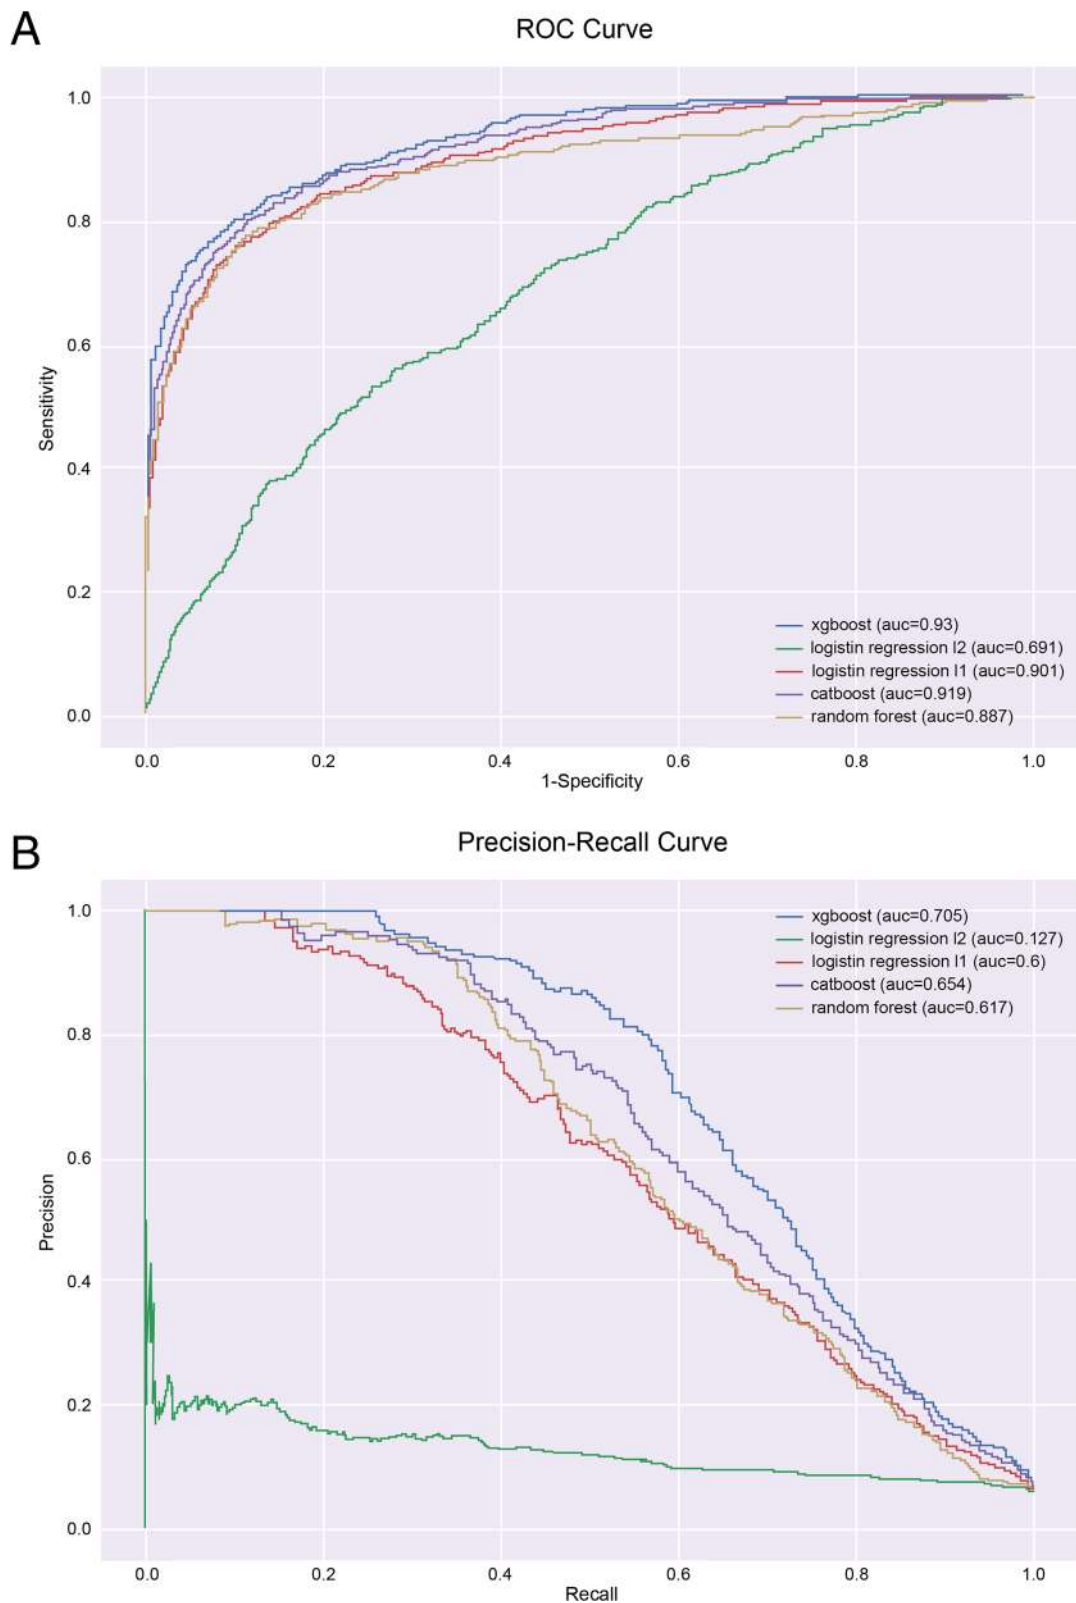 A
ROC Curve
1.0
0.8
0.6
0.4
0.2
0.0
Sensitivity
xgboost (auc=0.93)
logistin regression l2 (auc=0.691)
logistin regression l1 (auc=0.901)
catboost (auc=0.919)
random forest (auc=0.887)
0.0 0.2 0.4 0.6 0.8 1.0
1-Specificity
B
Precision-Recall Curve
1.0
0.8
0.6
0.4
0.2
0.0
Precision
xgboost (auc=0.705)
logistin regression l2 (auc=0.127)
logistin regression l1 (auc=0.6)
catboost (auc=0.654)
random forest (auc=0.617)
0.0 0.2 0.4 0.6 0.8 1.0
Recall